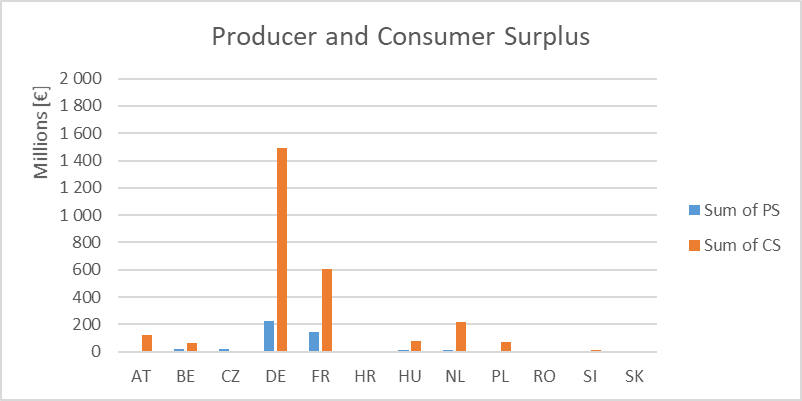 Producer and Consumer Surplus
Millions [€]
2 000
1 800
1 600
1 400
1 200
1 000
800
600
400
200
0
AT BE CZ DE FR HR HU NL PL RO SI SK
Sum of PS
Sum of CS